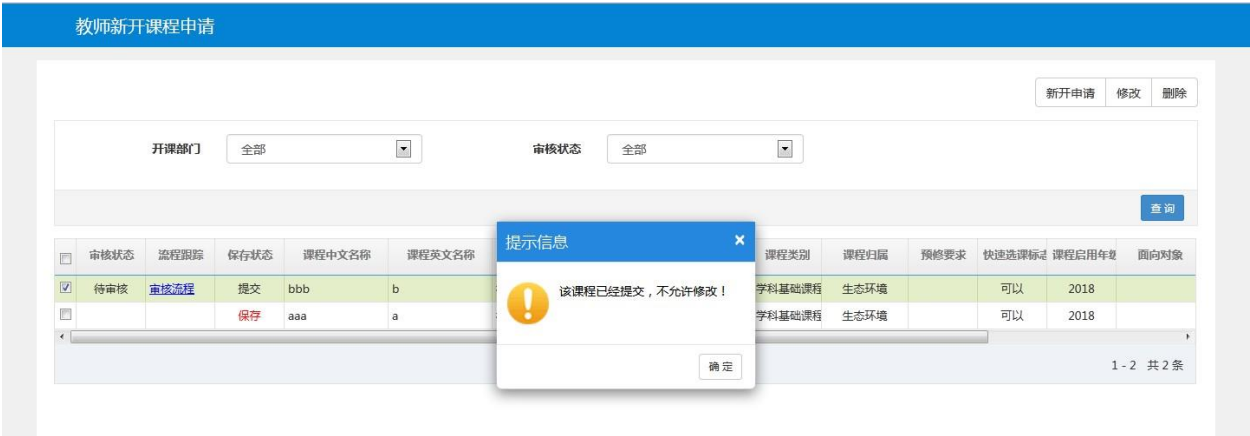 教师新开课程申请
新开申请 修改 删除
开课部门 全部 审核状态 全部
查询
提示信息 ×
审核状态 流程跟踪 保存状态 课程中文名称 课程英文名称 课程类别 课程归属 预修要求 快速选课标志 课程启用年级 面向对象
待审核 审核流程 提交 bbb b 学科基础课程 生态环境 可以 2018
该课程已经提交，不允许修改！
保存 aaa a 学科基础课程 生态环境 可以 2018
确定
1 - 2 共 2 条